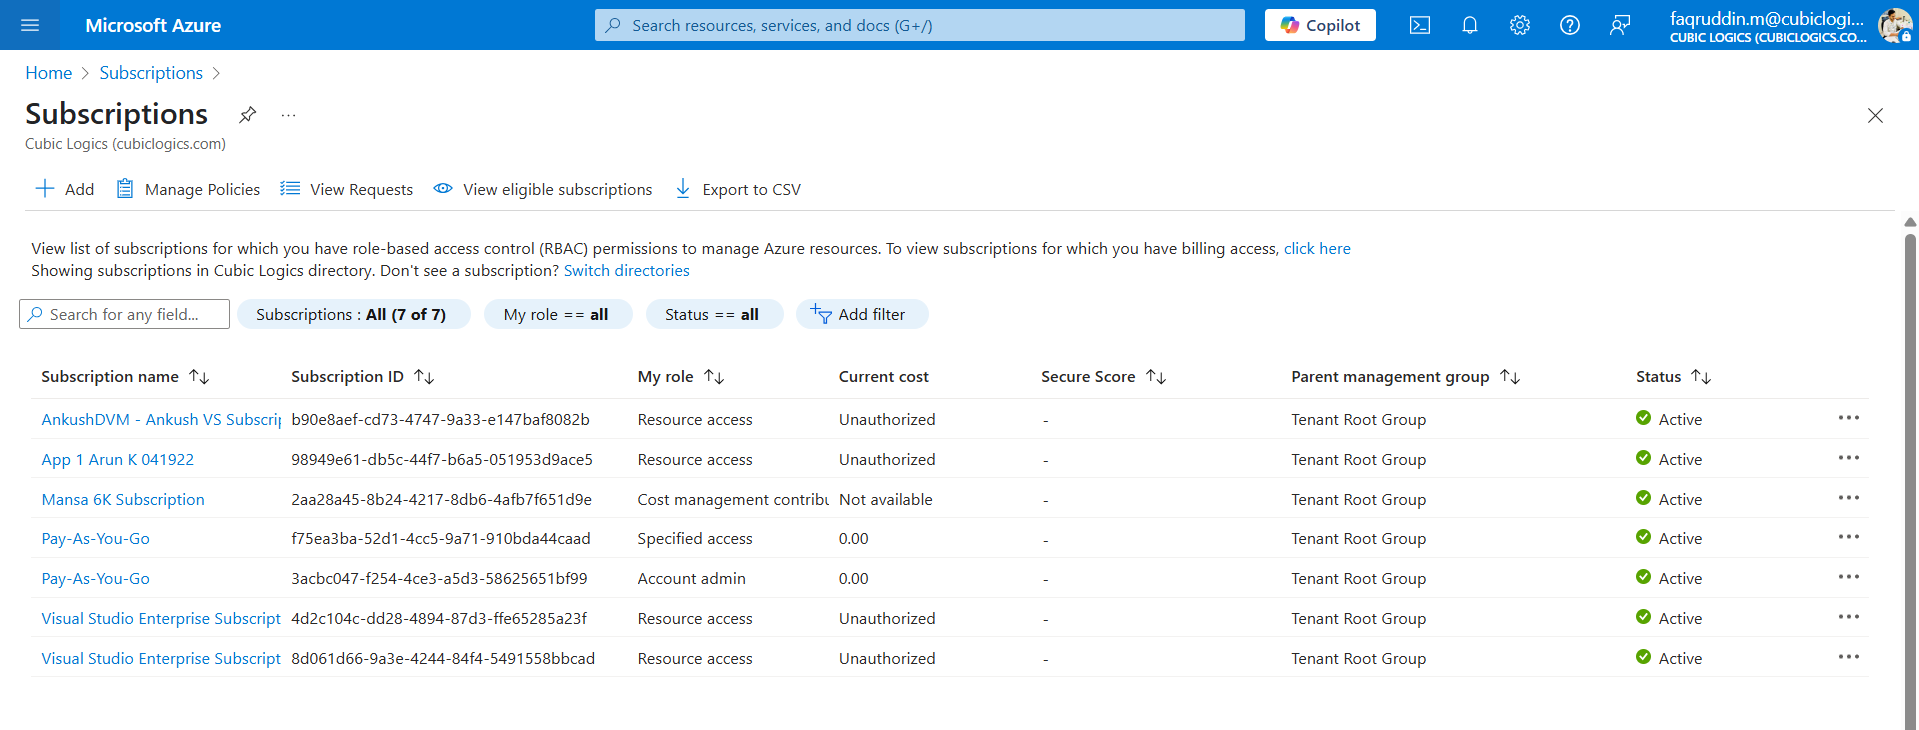 Microsoft Azure
Search resources, services, and docs (G+/)
Copilot
faqruddin.m@cubiclogi...
CUBIC LOGICS (CUBICLOGICS.CO...
Home > Subscriptions >
Subscriptions
...
Cubic Logics (cubiclogics.com)
Add
Manage Policies
View Requests
View eligible subscriptions
Export to CSV
View list of subscriptions for which you have role-based access control (RBAC) permissions to manage Azure resources. To view subscriptions for which you have billing access, click here
Showing subscriptions in Cubic Logics directory. Don't see a subscription? Switch directories
Search for any field...
Subscriptions : All (7 of 7)
My role == all
Status == all
Add filter
Subscription name Subscription ID My role Current cost Secure Score Parent management group Status
AnkushDVM - Ankush VS Subscrip b90e8aef-cd73-4747-9a33-e147baf8082b Resource access Unauthorized - Tenant Root Group Active
App 1 Arun K 041922 98949e61-db5c-44f7-b6a5-051953d9ace5 Resource access Unauthorized - Tenant Root Group Active
Mansa 6K Subscription 2aa28a45-8b24-4217-8db6-4afb7f651d9e Cost management contribu Not available - Tenant Root Group Active
Pay-As-You-Go f75ea3ba-52d1-4cc5-9a71-910bda44caad Specified access 0.00 - Tenant Root Group Active
Pay-As-You-Go 3acbc047-f254-4ce3-a5d3-58625651bf99 Account admin 0.00 - Tenant Root Group Active
Visual Studio Enterprise Subscript 4d2c104c-dd28-4894-87d3-ffe65285a23f Resource access Unauthorized - Tenant Root Group Active
Visual Studio Enterprise Subscript 8d061d66-9a3e-4244-84f4-5491558bbcad Resource access Unauthorized - Tenant Root Group Active